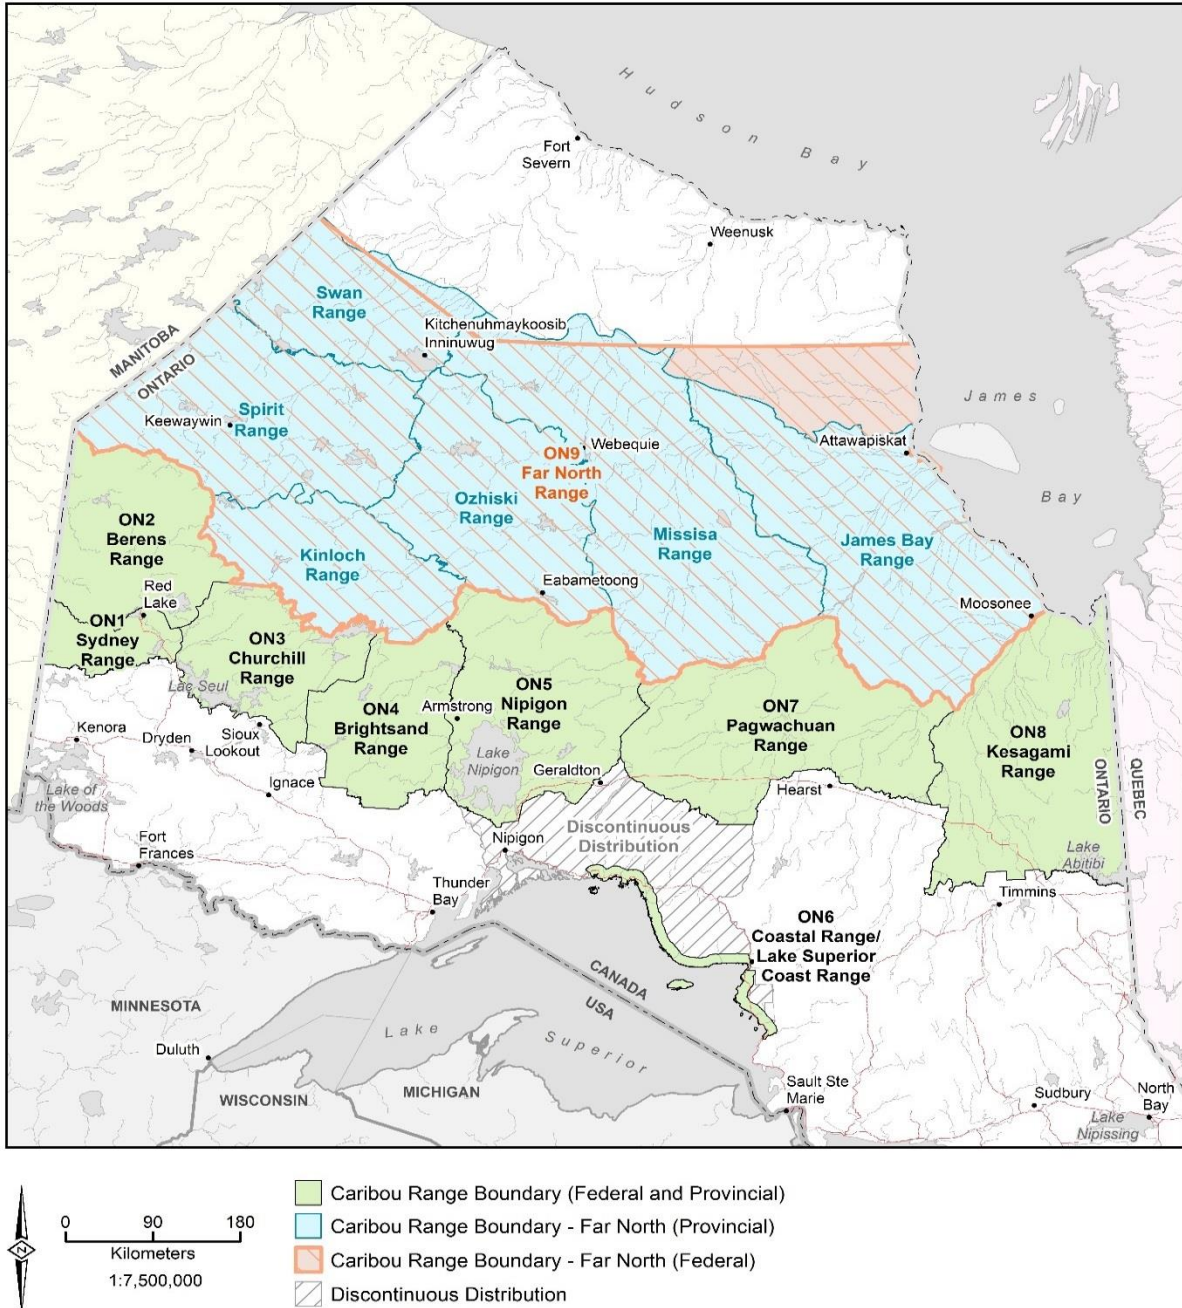 Hudson
Bay
Fort
Severn
Weenusk
Swan
Range
Kitchenuhmaykoosib
Inninuwug
MANITOBA
ONTARIO
James
Bay
Keewaywin
Spirit
Range
Webequie
Attawapiskat
ON9
Far North
Range
Ozhiski
Range
ON2
Berens
Range
Kinloch
Range
Missisa
Range
James Bay
Range
Red
Lake
Eabametoong
Moosonee
ON1
Sydney
Range
ON3
Churchill
Range
Lac Seul
ON4
Brightsand
Range
Armstrong
ON5
Nipigon
Range
ON7
Pagwachuan
Range
ON8
Kesagami
Range
ONTARIO
QUEBEC
Kenora
Dryden
Sioux
Lookout
Ignace
Lake
Nipigon
Geraldton
Hearst
Lake of
the Woods
Fort
Frances
Nipigon
Discontinuous
Distribution
Lake
Abitibi
Thunder
Bay
Timmins
ON6
Coastal Range/
Lake Superior
Coast Range
CANADA
USA
MINNESOTA
Duluth
Lake
Superior
WISCONSIN
MICHIGAN
Sault Ste
Marie
Sudbury
North
Bay
Lake
Nipissing
N
0 90 180
Kilometers
1:7,500,000
Caribou Range Boundary (Federal and Provincial)
Caribou Range Boundary - Far North (Provincial)
Caribou Range Boundary - Far North (Federal)
Discontinuous Distribution